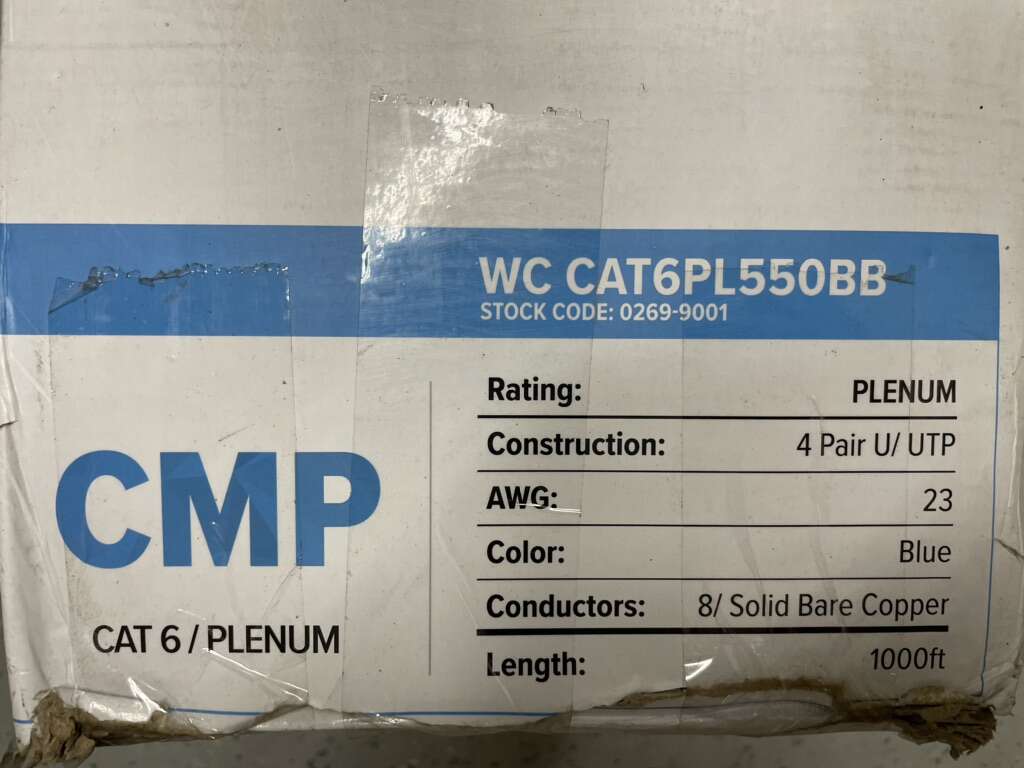 WC CAT6PL550BB
STOCK CODE: 0269-9001
CMP
CAT 6 / PLENUM
Rating: PLENUM
Construction: 4 Pair U/ UTP
AWG: 23
Color: Blue
Conductors: 8/ Solid Bare Copper
Length: 1000ft